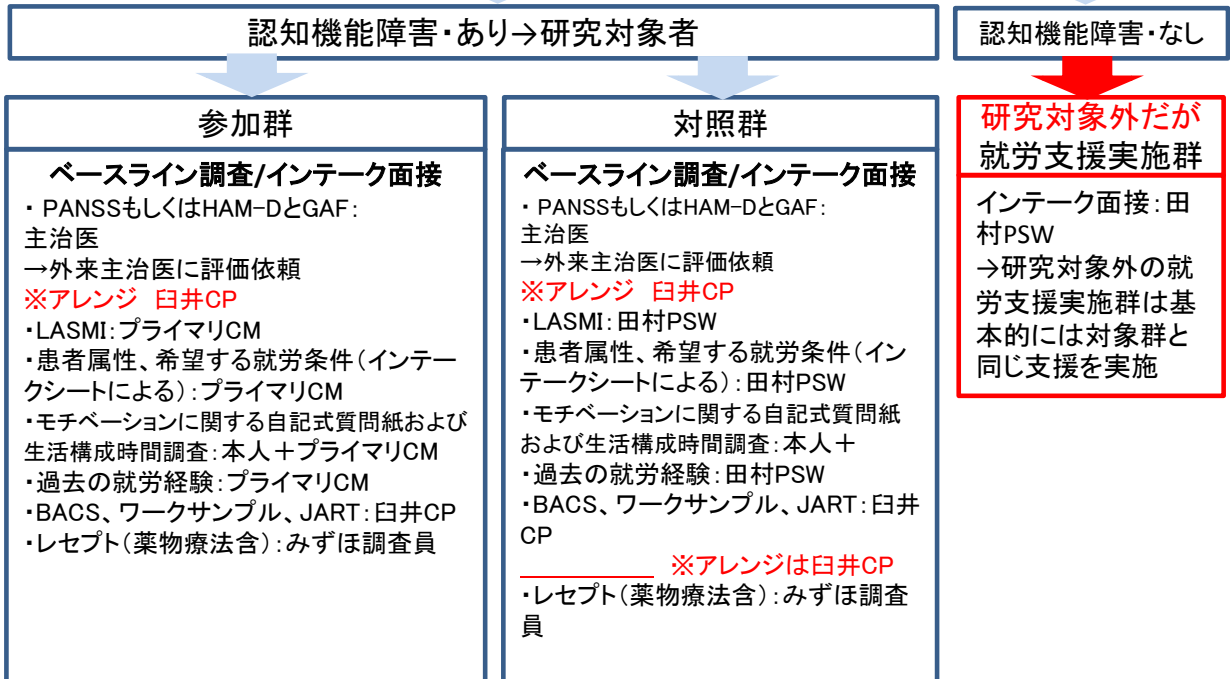 認知機能障害・あり→研究対象者
認知機能障害・なし
参加群
ベースライン調査/インテーク面接
・ PANSSもしくはHAM-DとGAF：
主治医
→外来主治医に評価依頼
※アレンジ　臼井CP
・LASMI：プライマリCM
・患者属性、希望する就労条件（インテー
クシートによる）：プライマリCM
・モチベーションに関する自記式質問紙および
生活構成時間調査：本人＋プライマリCM
・過去の就労経験：プライマリCM
・BACS、ワークサンプル、JART：臼井CP
・レセプト（薬物療法含）：みずほ調査員
対照群
ベースライン調査/インテーク面接
・ PANSSもしくはHAM-DとGAF：
主治医
→外来主治医に評価依頼
※アレンジ　臼井CP
・LASMI：田村PSW
・患者属性、希望する就労条件（イン
テークシートによる）：田村PSW
・モチベーションに関する自記式質問紙
および生活構成時間調査：本人＋
・過去の就労経験：田村PSW
・BACS、ワークサンプル、JART：臼井
CP
※アレンジは臼井CP
・レセプト（薬物療法含）：みずほ調査
員
研究対象外だが
就労支援実施群
インテーク面接：田
村PSW
→研究対象外の就
労支援実施群は基
本的には対象群と
同じ支援を実施